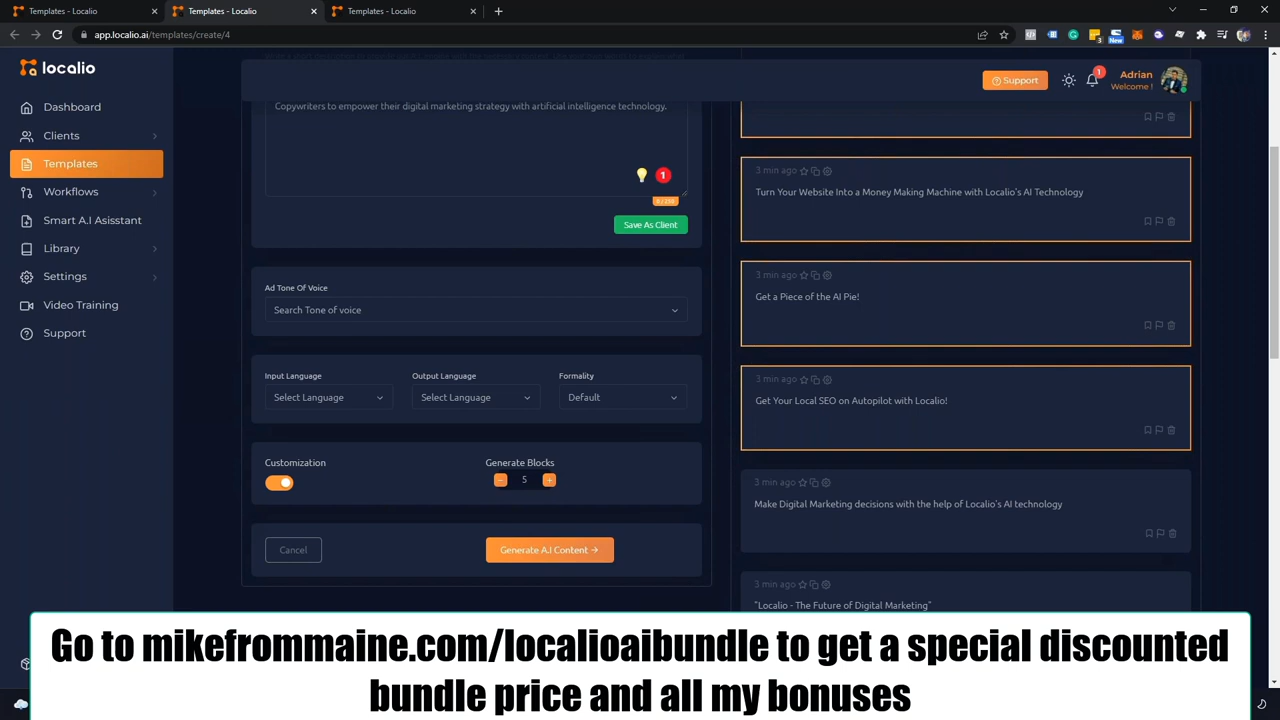 Templates - Localio
Templates - Localio
Templates - Localio
app.localio.ai/templates/create/4
3
New
localio
Support
1
Adrian
Welcome !
Dashboard
Clients
Templates
Workflows
Smart A.I Asisstant
Library
Settings
Video Training
Support
Copywriters to empower their digital marketing strategy with artificial intelligence technology.
1
Save As Client
Ad Tone Of Voice
Search Tone of voice
Input Language
Output Language
Formality
Select Language
Select Language
Default
Customization
Generate Blocks
5
Cancel
Generate A.I Content →
3 min ago
Turn Your Website Into a Money Making Machine with Localio's AI Technology
3 min ago
Get a Piece of the AI Pie!
3 min ago
Get Your Local SEO on Autopilot with Localio!
3 min ago
Make Digital Marketing decisions with the help of Localio's AI technology
3 min ago
"Localio - The Future of Digital Marketing"
Go to mikefrommaine.com/localioaibundle to get a special discounted
bundle price and all my bonuses